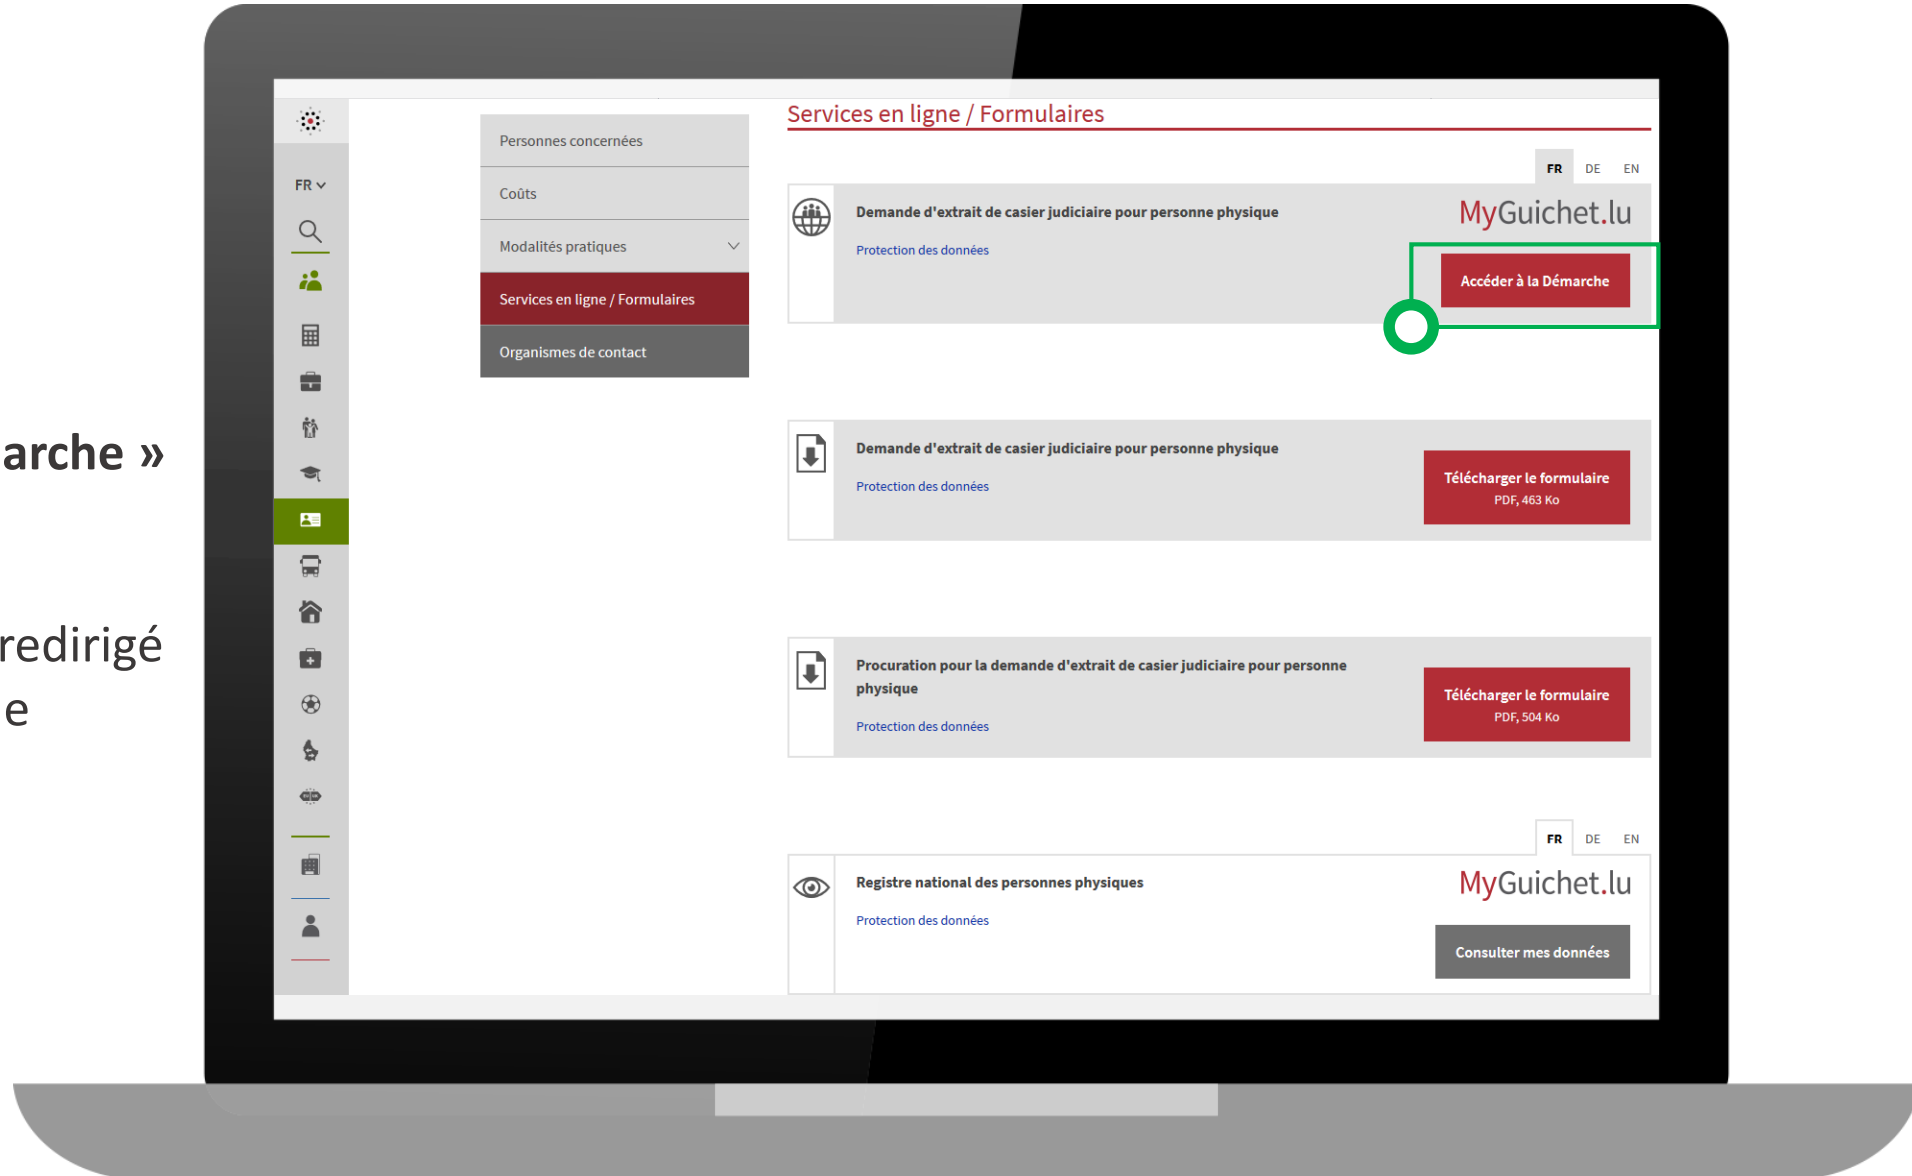 arche »
redirigé
e
FR
Personnes concernées
Coûts
Modalités pratiques
Services en ligne / Formulaires
Organismes de contact
Services en ligne / Formulaires
FR DE EN
Demande d'extrait de casier judiciaire pour personne physique
Protection des données
MyGuichet.lu
Accéder à la Démarche
Demande d'extrait de casier judiciaire pour personne physique
Protection des données
Télécharger le formulaire
PDF, 463 Ko
Procuration pour la demande d'extrait de casier judiciaire pour personne
physique
Protection des données
Télécharger le formulaire
PDF, 504 Ko
FR DE EN
Registre national des personnes physiques
Protection des données
MyGuichet.lu
Consulter mes données